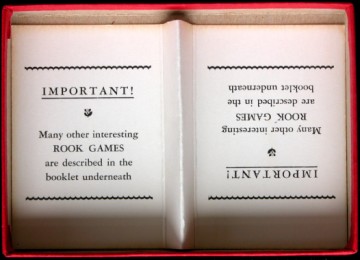 IMPORTANT!
Many other interesting
ROOK GAMES
are described in the
booklet underneath
IMPORTANT!
Many other interesting
ROOK GAMES
are described in the
booklet underneath